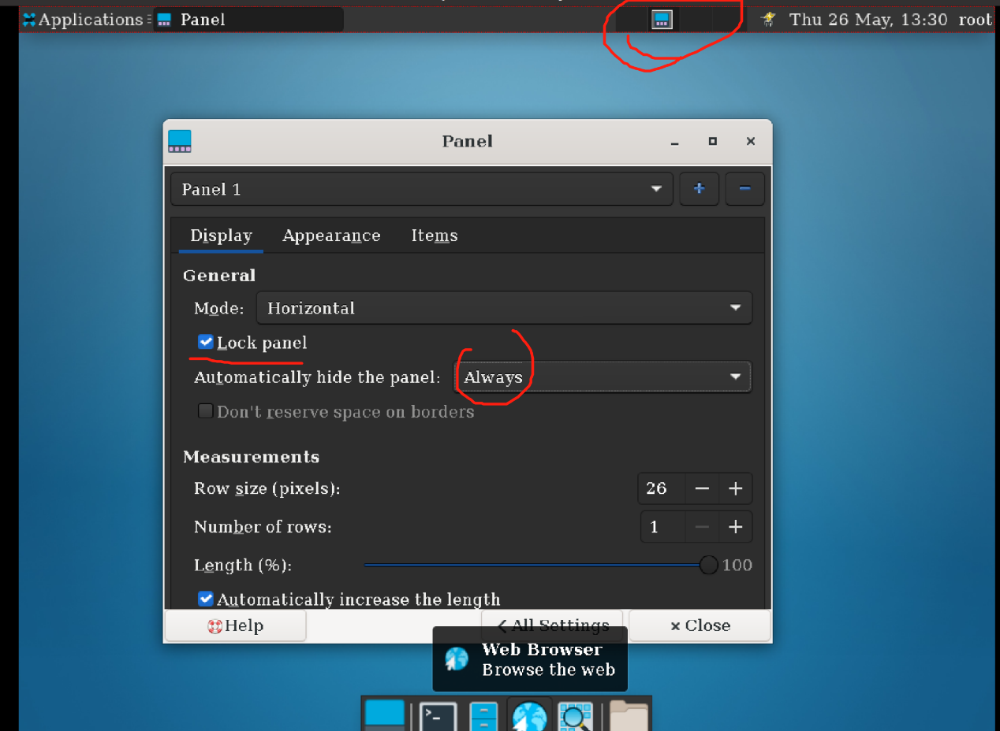 Applications Panel Thu 26 May, 13:30 root
Panel
Panel 1
Display Appearance Items
General
Mode: Horizontal
Lock panel
Automatically hide the panel: Always
Don't reserve space on borders
Measurements
Row size (pixels): 26
Number of rows: 1
Length (%): 100
Automatically increase the length
Help All Settings Close
Web Browser
Browse the web